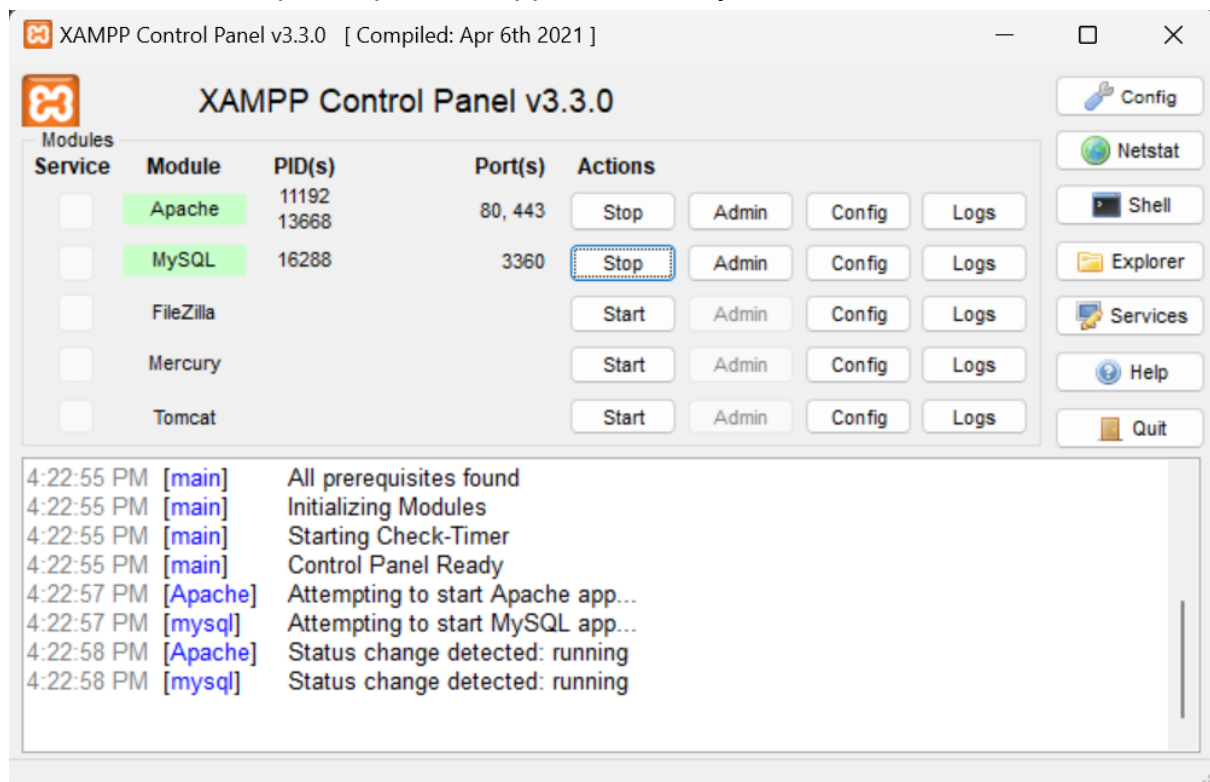 XAMPP Control Panel v3.3.0 [ Compiled: Apr 6th 2021 ]
XAMPP Control Panel v3.3.0
Config
Modules
Service Module PID(s) Port(s) Actions
Netstat
Apache 11192 13668 80, 443 Stop Admin Config Logs
Shell
MySQL 16288 3360 Stop Admin Config Logs
Explorer
FileZilla Start Admin Config Logs
Services
Mercury Start Admin Config Logs
Help
Tomcat Start Admin Config Logs
Quit
4:22:55 PM [main] All prerequisites found
4:22:55 PM [main] Initializing Modules
4:22:55 PM [main] Starting Check-Timer
4:22:55 PM [main] Control Panel Ready
4:22:57 PM [Apache] Attempting to start Apache app...
4:22:57 PM [mysql] Attempting to start MySQL app...
4:22:58 PM [Apache] Status change detected: running
4:22:58 PM [mysql] Status change detected: running